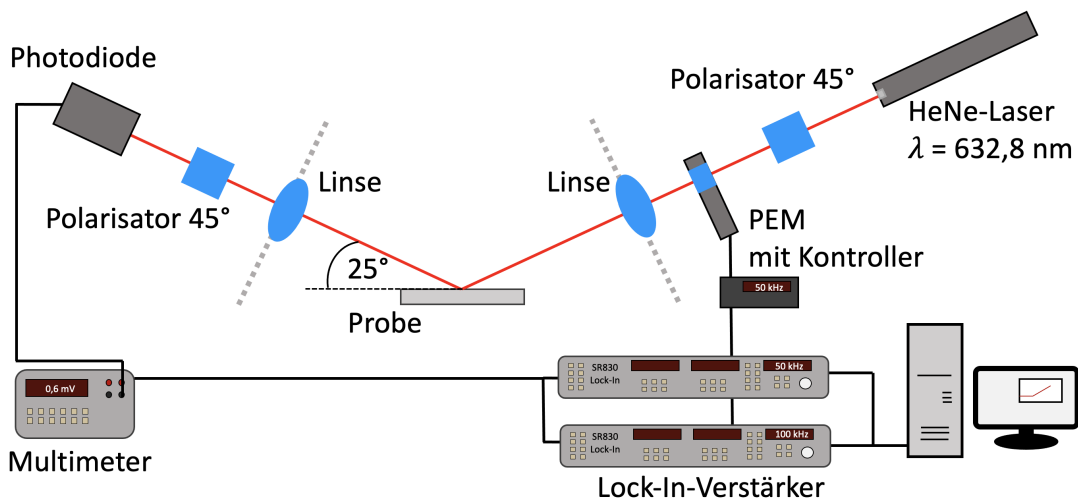 Photodiode
Polarisator 45°
HeNe-Laser
λ = 632,8 nm
Linse
Linse
Polarisator 45°
PEM
mit Kontroller
25°
50 kHz
Probe
SR830
Lock-In
50 kHz
0,6 mV
SR830
Lock-In
100 kHz
Multimeter
Lock-In-Verstärker